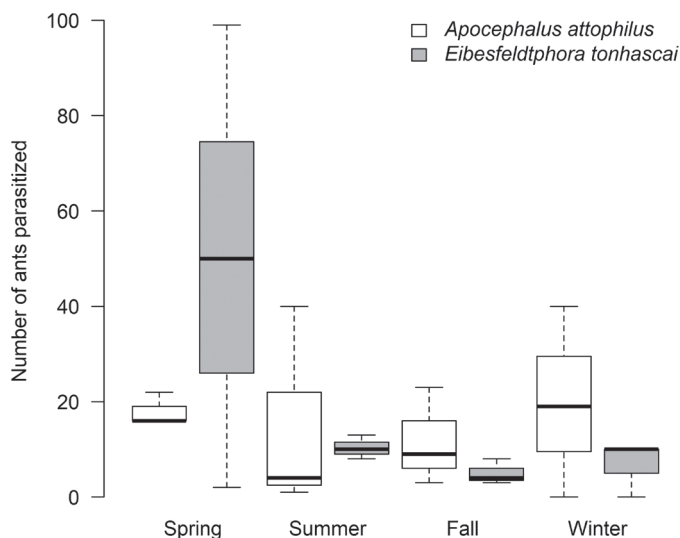 Apocephalus attophilus
Eibesfeldtphora tonhascai
Number of ants parasitized
100
80
60
40
20
0
Spring Summer Fall Winter